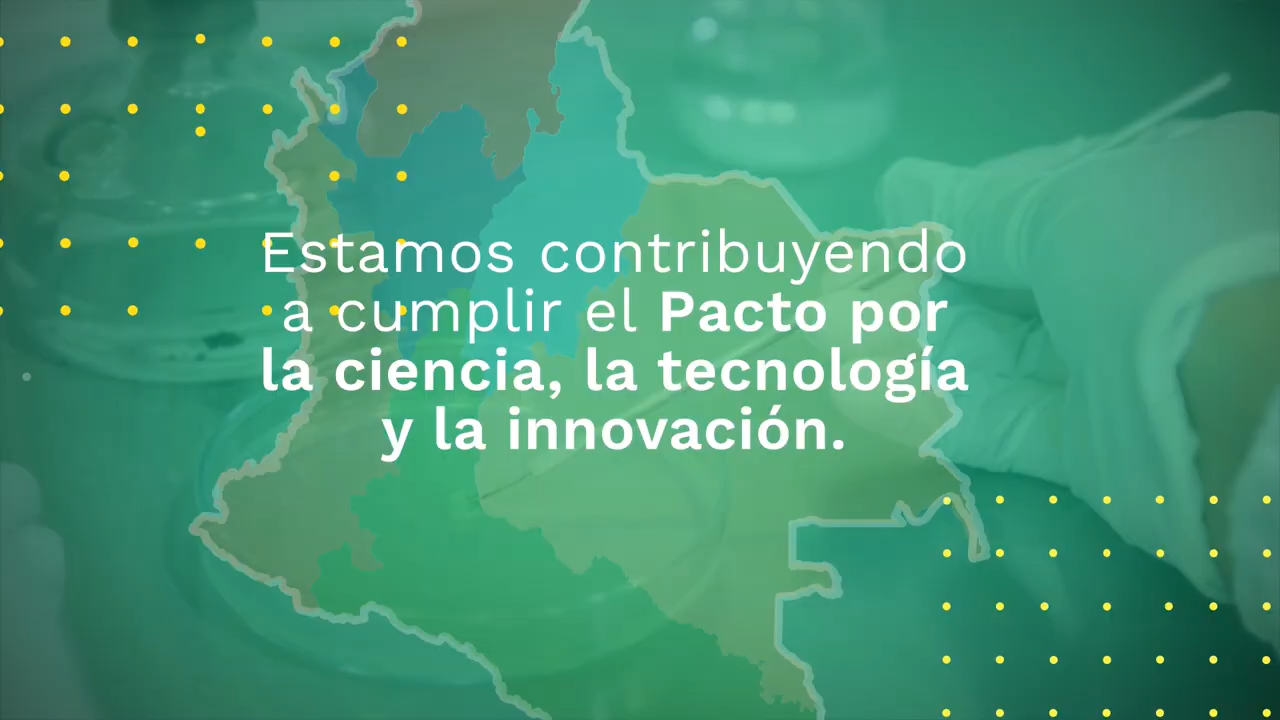 Estamos contribuyendo
a cumplir el Pacto por
la ciencia, la tecnología
y la innovación.